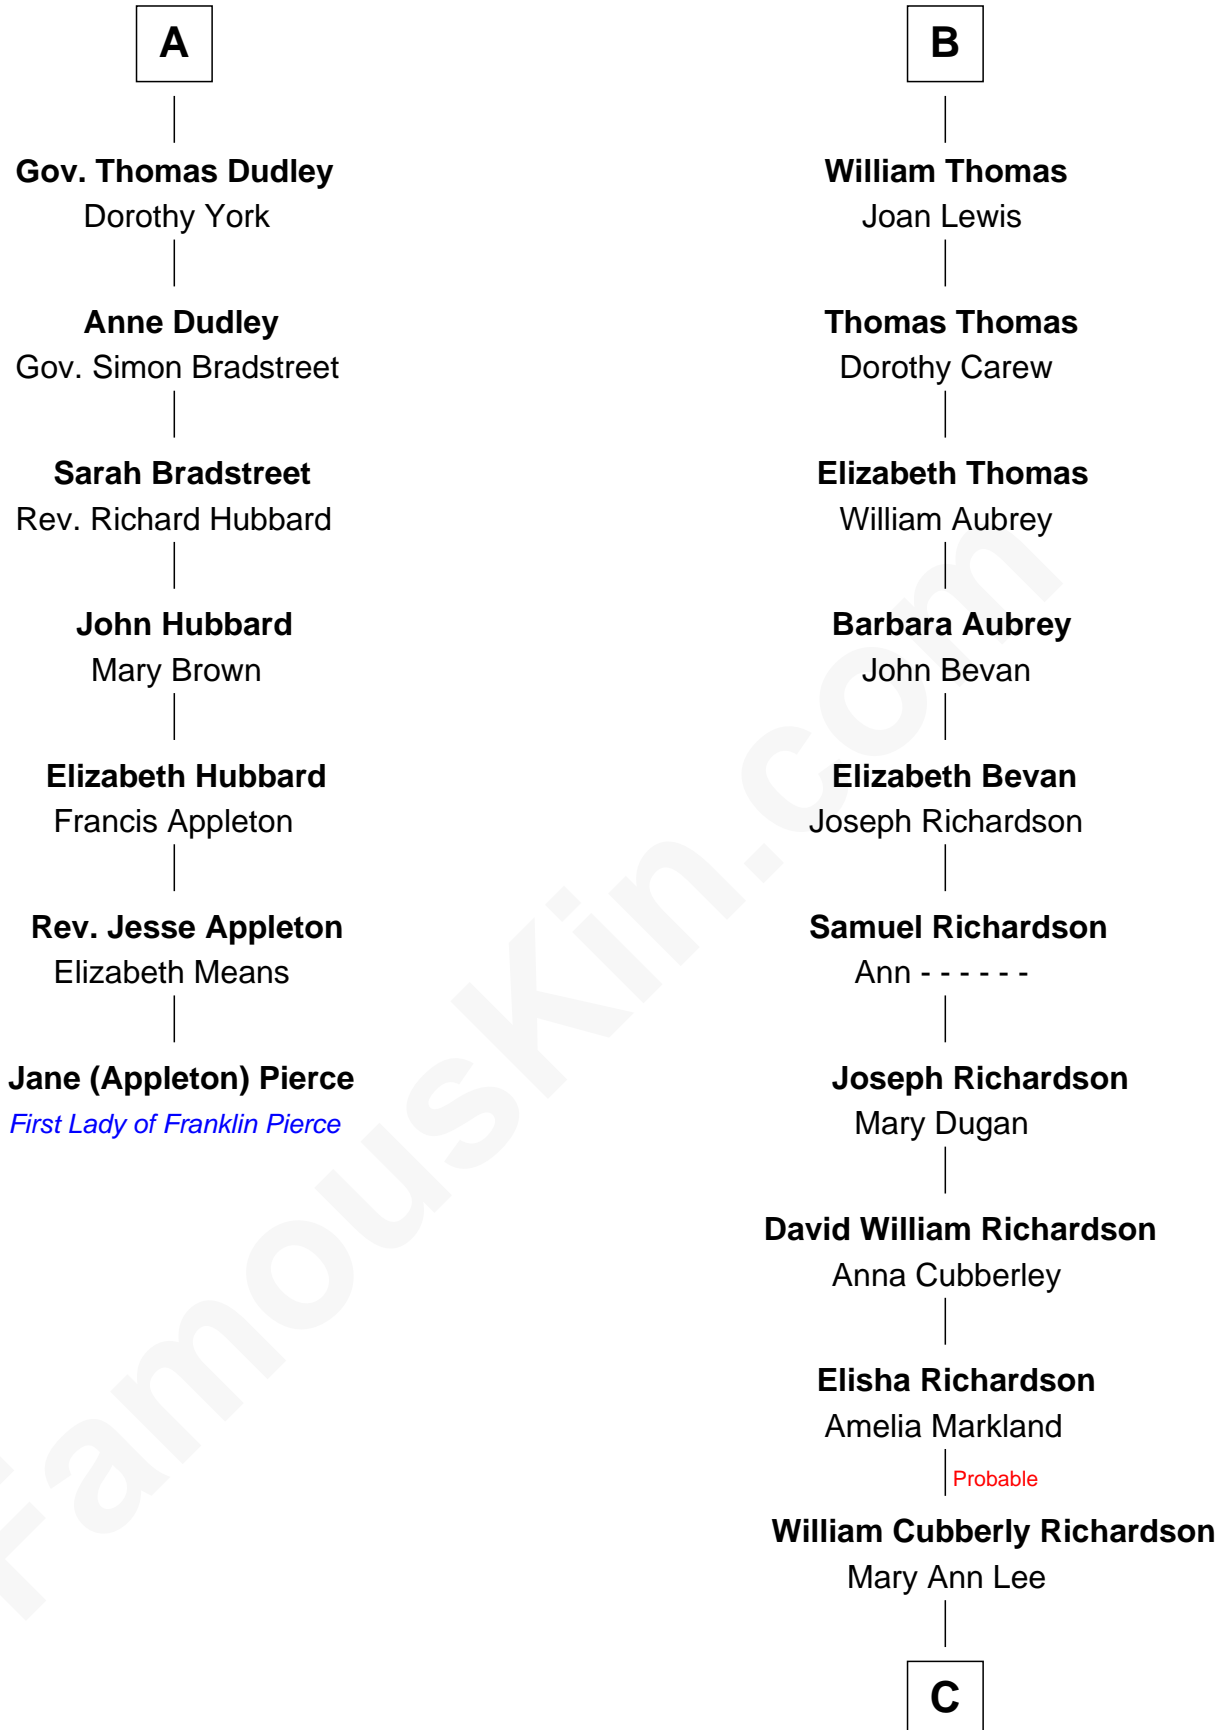 A
Gov. Thomas Dudley
Dorothy York
Anne Dudley
Gov. Simon Bradstreet
Sarah Bradstreet
Rev. Richard Hubbard
John Hubbard
Mary Brown
Elizabeth Hubbard
Francis Appleton
Rev. Jesse Appleton
Elizabeth Means
Jane (Appleton) Pierce
First Lady of Franklin Pierce
B
William Thomas
Joan Lewis
Thomas Thomas
Dorothy Carew
Elizabeth Thomas
William Aubrey
Barbara Aubrey
John Bevan
Elizabeth Bevan
Joseph Richardson
Samuel Richardson
Ann - - - - - -
Joseph Richardson
Mary Dugan
David William Richardson
Anna Cubberley
Elisha Richardson
Amelia Markland
Probable
William Cubberly Richardson
Mary Ann Lee
C
FamousKin.com